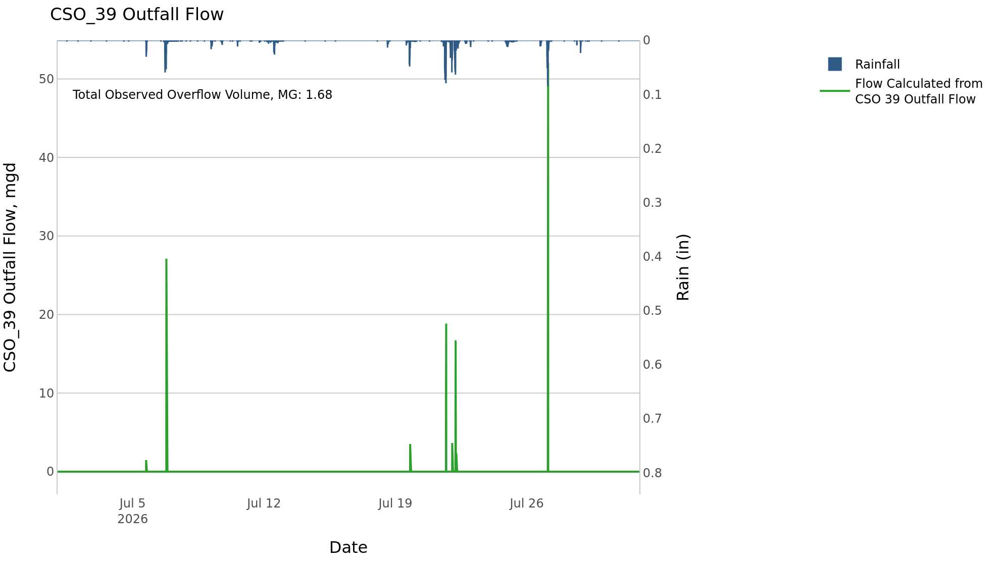 CSO_39 Outfall Flow
Total Observed Overflow Volume, MG: 1.68
CSO_39 Outfall Flow, mgd
50
40
30
20
10
0
0
0.1
0.2
0.3
0.4
0.5
0.6
0.7
0.8
Rain (in)
Jul 5
2026
Jul 12
Jul 19
Jul 26
Date
Rainfall
Flow Calculated from
CSO 39 Outfall Flow